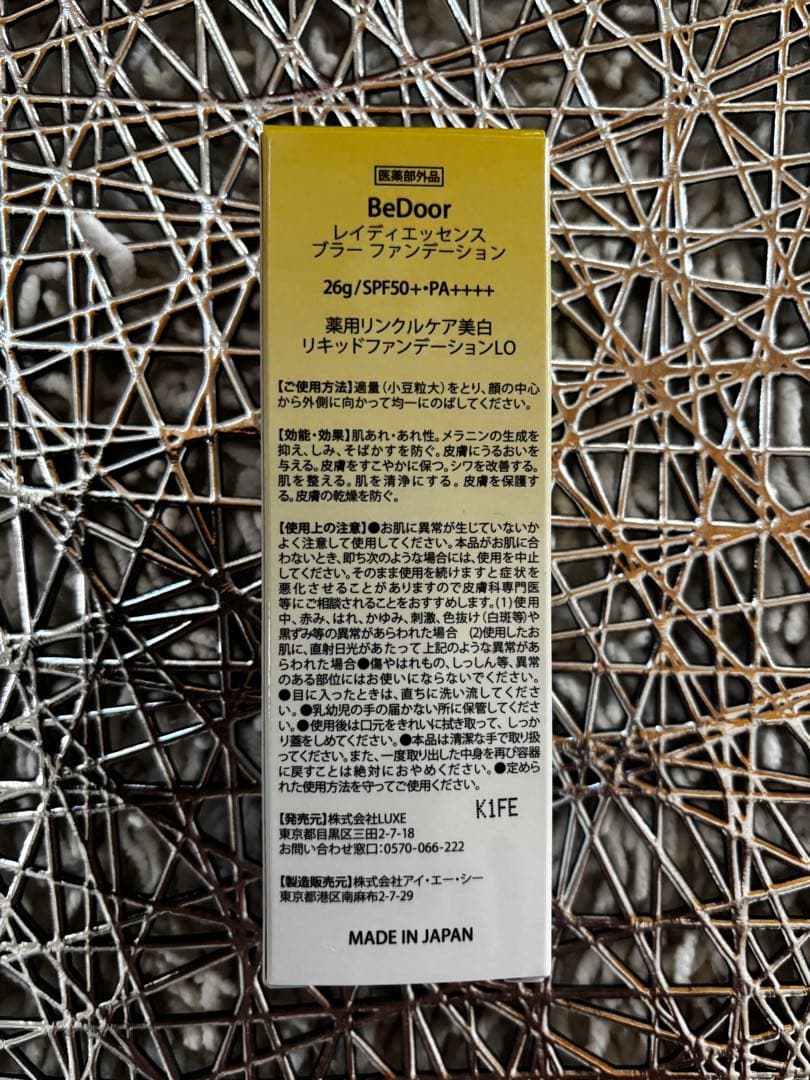 医薬部外品
BeDoor
レイディエッセンス
ブラー ファンデーション
26g/SPF50+・PA++++
薬用リンクルケア美白
リキッドファンデーションLO
【ご使用方法】適量(小豆粒大)をとり、顔の中心
から外側に向かって均一にのばしてください。
【効能・効果】肌あれ・あれ性。メラニンの生成を
抑え、しみ、そばかすを防ぐ。皮膚にうるおいを
与える。皮膚をすこやかに保つ。シワを改善する。
肌を整える。肌を清浄にする。皮膚を保護す
る。皮膚の乾燥を防ぐ。
【使用上の注意】●お肌に異常が生じていないか
よく注意して使用してください。本品がお肌に合
わないとき、即ち次のような場合には、使用を中止
してください。そのまま使用を続けますと症状を
悪化させることがありますので皮膚科専門医
等にご相談されることをおすすめします。(1)使用
中、赤み、はれ、かゆみ、刺激、色抜け(白斑等)や
黒ずみ等の異常があらわれた場合 (2)使用したお
肌に、直射日光があたって上記のような異常があ
らわれた場合●傷やはれもの、しっしん等、異常
のある部位にはお使いにならないでください。
●目に入ったときは、直ちに洗い流してくださ
い。●乳幼児の手の届かない所に保管してくださ
い。●使用後は口元をきれいに拭き取って、しっか
り蓋をしめてください。●本品は清潔な手で取り扱
ってください。また、一度取り出した中身を再び容器
に戻すことは絶対におやめください。●定めら
れた使用方法を守ってご使用ください。
K1FE
【発売元】株式会社LUXE
東京都目黒区三田2-7-18
お問い合わせ窓口:0570-066-222
【製造販売元】株式会社アイ・エー・シー
東京都港区南麻布2-7-29
MADE IN JAPAN